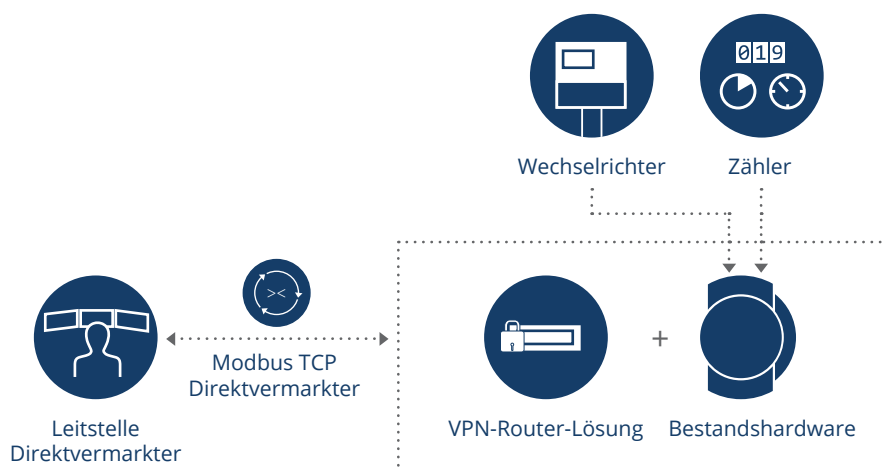 019
Wechselrichter
Zähler
><
Modbus TCP
Direktvermarkter
+
Leitstelle
Direktvermarkter
VPN-Router-Lösung
Bestandshardware